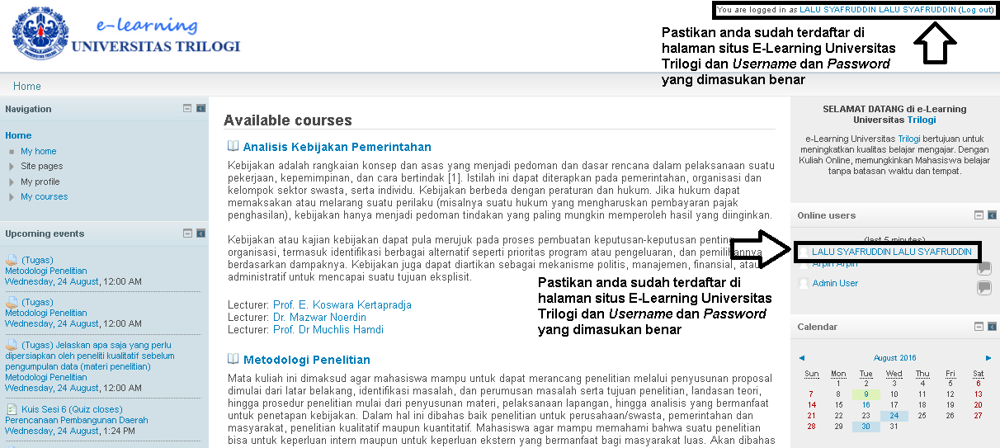 e-learning
UNIVERSITAS TRILOGI
You are logged in as LALU SYAFRUDDIN LALU SYAFRUDDIN (Log out)
Pastikan anda sudah terdaftar di
halaman situs E-Learning Universitas
Trilogi dan Username dan Password
yang dimasukan benar
Home
Navigation
Home
My home
Site pages
My profile
My courses
Upcoming events
(Tugas)
Metodologi Penelitian
Wednesday, 24 August, 12:00 AM
(Tugas)
Metodologi Penelitian
Wednesday, 24 August, 12:00 AM
(Tugas) Jelaskan apa saja yang perlu
dipersiapkan oleh peneliti kualitatif sebelum
pengumpulan data (materi penelitian)
Metodologi Penelitian
Wednesday, 24 August, 12:00 AM
Kuis Sesi 6 (Quiz closes)
Perencanaan Pembangunan Daerah
Wednesday, 24 August, 1:24 PM
Available courses
Analisis Kebijakan Pemerintahan
Kebijakan adalah rangkaian konsep dan asas yang menjadi pedoman dan dasar rencana dalam pelaksanaan suatu
pekerjaan, kepemimpinan, dan cara bertindak [1]. Istilah ini dapat diterapkan pada pemerintahan, organisasi dan
kelompok sektor swasta, serta individu. Kebijakan berbeda dengan peraturan dan hukum. Jika hukum dapat
memaksakan atau melarang suatu perilaku (misalnya suatu hukum yang mengharuskan pembayaran pajak
penghasilan), kebijakan hanya menjadi pedoman tindakan yang paling mungkin memperoleh hasil yang diinginkan.
Kebijakan atau kajian kebijakan dapat pula merujuk pada proses pembuatan keputusan-keputusan penting
organisasi, termasuk identifikasi berbagai alternatif seperti prioritas program atau pengeluaran, dan pemilihannya
berdasarkan dampaknya. Kebijakan juga dapat diartikan sebagai mekanisme politis, manajemen, finansial, atau
administratif untuk mencapai suatu tujuan eksplisit.
Pastikan anda sudah terdaftar di
halaman situs E-Learning Universitas
Trilogi dan Username dan Password
yang dimasukan benar
Lecturer: Prof. E. Koswara Kertapradja
Lecturer: Dr. Mazwar Noerdin
Lecturer: Prof. Dr Muchlis Hamdi
Metodologi Penelitian
Mata kuliah ini dimaksud agar mahasiswa mampu untuk dapat merancang penelitian melalui penyusunan proposal
dimulai dari latar belakang, identifikasi masalah, dan perumusan masalah serta tujuan penelitian, landasan teori,
hingga prosedur penelitian mulai dari penyusunan materi, pelaksanaan lapangan, hingga analisis yang bermanfaat
untuk penetapan kebijakan. Dalam hal ini dibahas baik penelitian untuk perusahaan/swasta, pemerintahan dan
masyarakat, penelitian kualitatif maupun kuantitatif. Mahasiswa agar mampu memahami bahwa suatu penelitian
bisa untuk keperluan intern maupun untuk keperluan ekstern yang bermanfaat bagi masyarakat luas. Akan dibahas
SELAMAT DATANG di e-Learning
Universitas Trilogi
e-Learning Universitas Trilogi bertujuan untuk
meningkatkan kualitas belajar mengajar. Dengan
Kuliah Online, memungkinkan Mahasiswa belajar
tanpa batasan waktu dan tempat.
Online users
(last 5 minutes)
LALU SYAFRUDDIN LALU SYAFRUDDIN
Arpin Arpin
Admin User
Calendar
August 2016
Sun Mon Tue Wed Thu Fri Sat
1 2 3 4 5 6
7 8 9 10 11 12 13
14 15 16 17 18 19 20
21 22 23 24 25 26 27
28 29 30 31